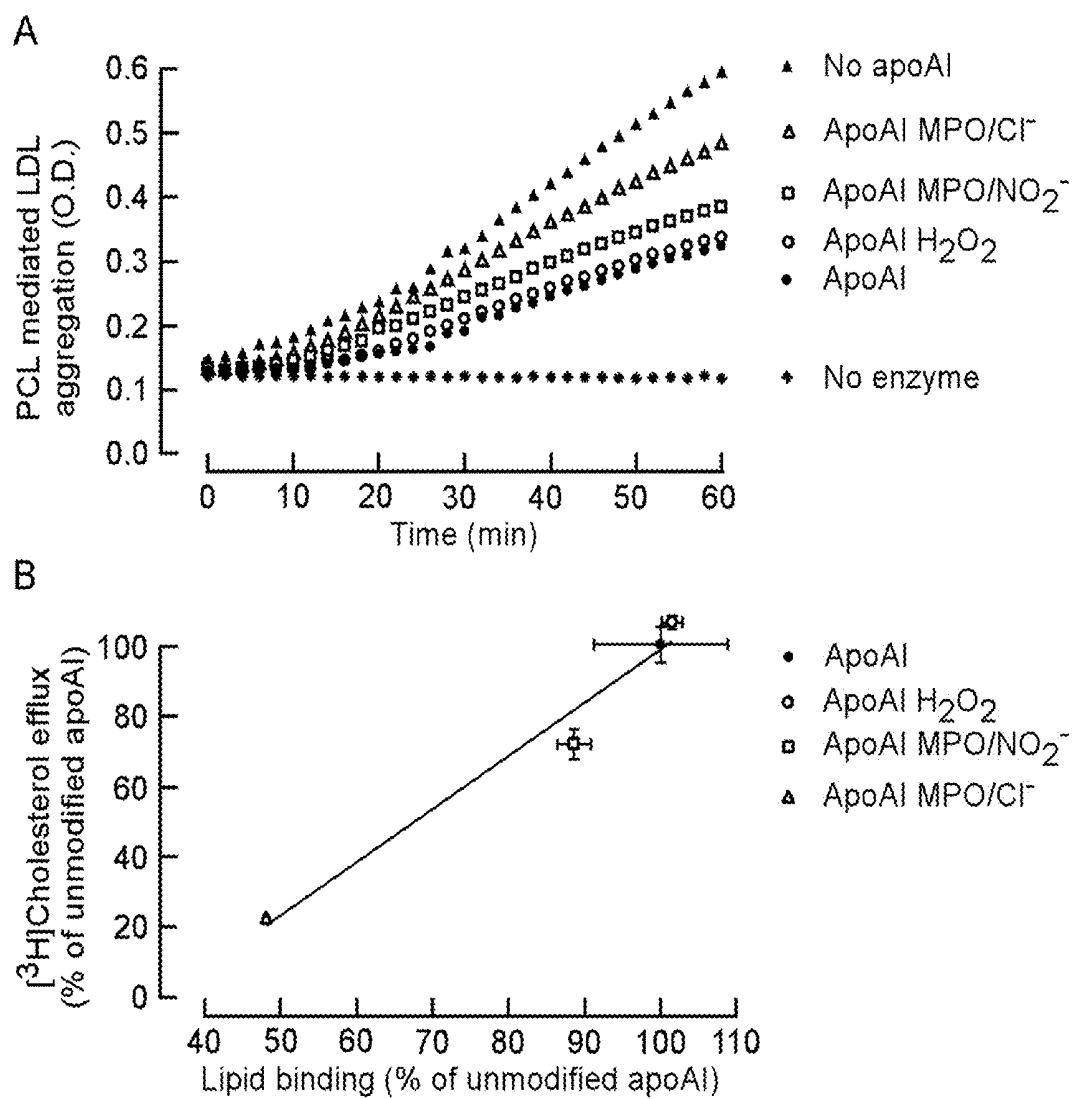 A
PCL mediated LDL
aggregation (O.D.)
0.6
0.5
0.4
0.3
0.2
0.1
0.0
0 10 20 30 40 50 60
Time (min)
No apoAI
ApoAI MPO/Cl⁻
ApoAI MPO/NO₂⁻
ApoAI H₂O₂
ApoAI
No enzyme
B
[³H]Cholesterol efflux
(% of unmodified apoAI)
100
80
60
40
20
0
40 50 60 70 80 90 100 110
Lipid binding (% of unmodified apoAI)
ApoAI
ApoAI H₂O₂
ApoAI MPO/NO₂⁻
ApoAI MPO/Cl⁻